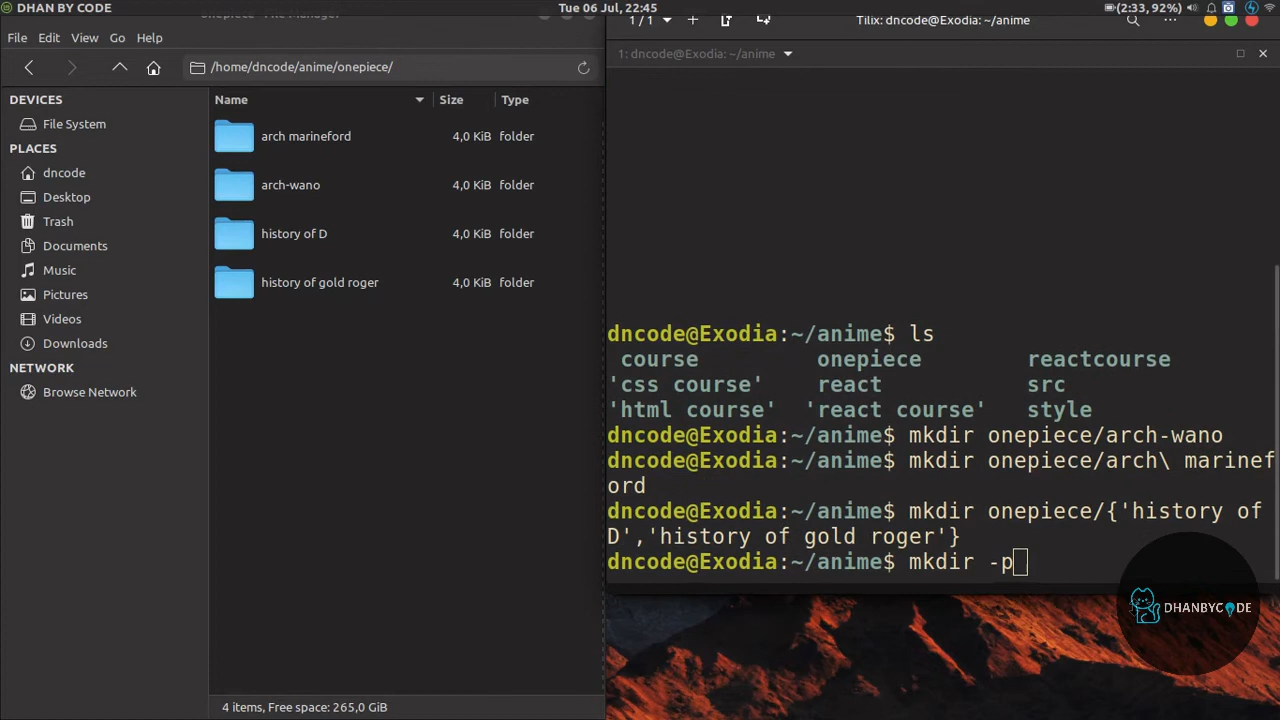 DHAN BY CODE
Tue 06 Jul, 22:45
(2:33, 92%)
onepiece - File Manager
File Edit View Go Help
/home/dncode/anime/onepiece/
DEVICES
File System
PLACES
dncode
Desktop
Trash
Documents
Music
Pictures
Videos
Downloads
NETWORK
Browse Network
Name Size Type
arch marineford 4,0 KiB folder
arch-wano 4,0 KiB folder
history of D 4,0 KiB folder
history of gold roger 4,0 KiB folder
4 items, Free space: 265,0 GiB
1 / 1 Tilix: dncode@Exodia: ~/anime
1: dncode@Exodia: ~/anime
dncode@Exodia:~/anime$ ls
course onepiece reactcourse
'css course' react src
'html course' 'react course' style
dncode@Exodia:~/anime$ mkdir onepiece/arch-wano
dncode@Exodia:~/anime$ mkdir onepiece/arch\ marinef
ord
dncode@Exodia:~/anime$ mkdir onepiece/{'history of
D','history of gold roger'}
dncode@Exodia:~/anime$ mkdir -p
DHANBYCODE